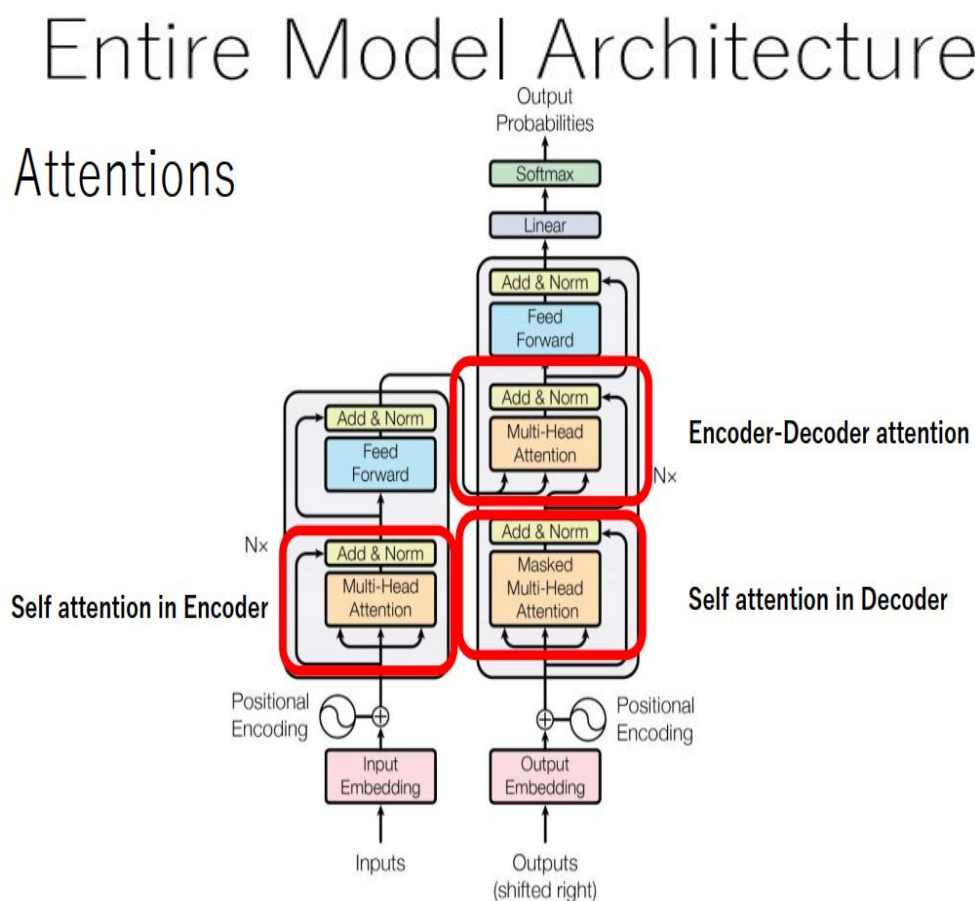 Entire Model Architecture
Attentions
Output
Probabilities
Softmax
Linear
Add & Norm
Feed
Forward
Add & Norm
Multi-Head
Attention
Encoder-Decoder attention
N×
Add & Norm
Masked
Multi-Head
Attention
Self attention in Decoder
Add & Norm
Feed
Forward
N×
Add & Norm
Multi-Head
Attention
Self attention in Encoder
Positional
Encoding
Positional
Encoding
Input
Embedding
Output
Embedding
Inputs
Outputs
(shifted right)